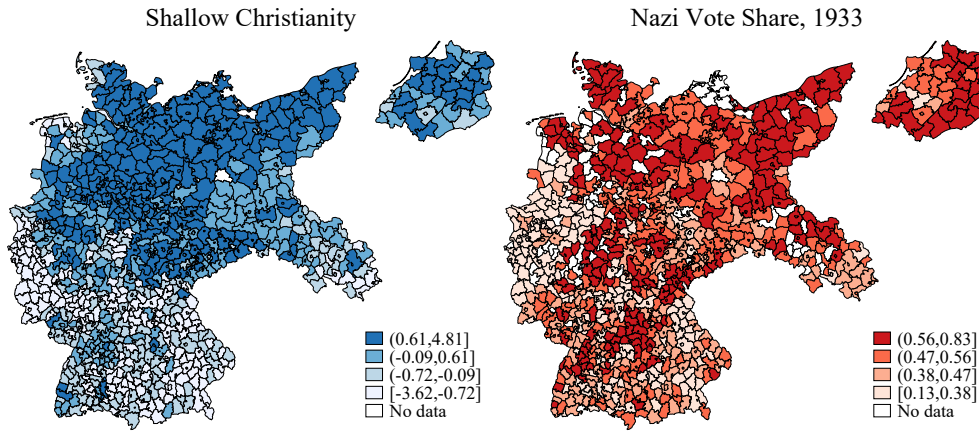 Shallow Christianity
(0.61,4.81]
(-0.09,0.61]
(-0.72,-0.09]
[-3.62,-0.72]
No data
Nazi Vote Share, 1933
(0.56,0.83]
(0.47,0.56]
(0.38,0.47]
[0.13,0.38]
No data